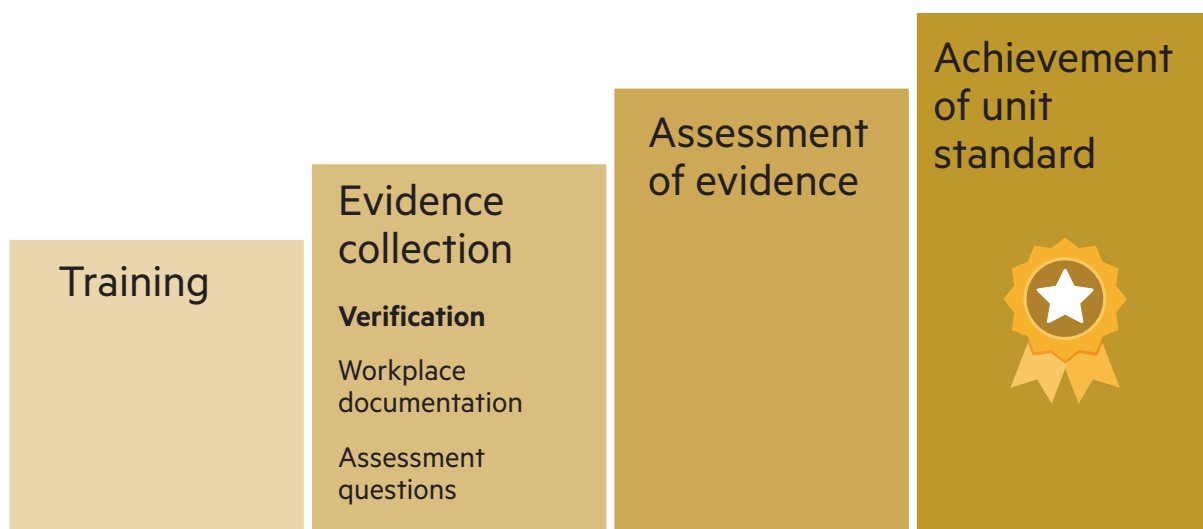 Training
Evidence
collection
Verification
Workplace
documentation
Assessment
questions
Assessment
of evidence
Achievement
of unit
standard